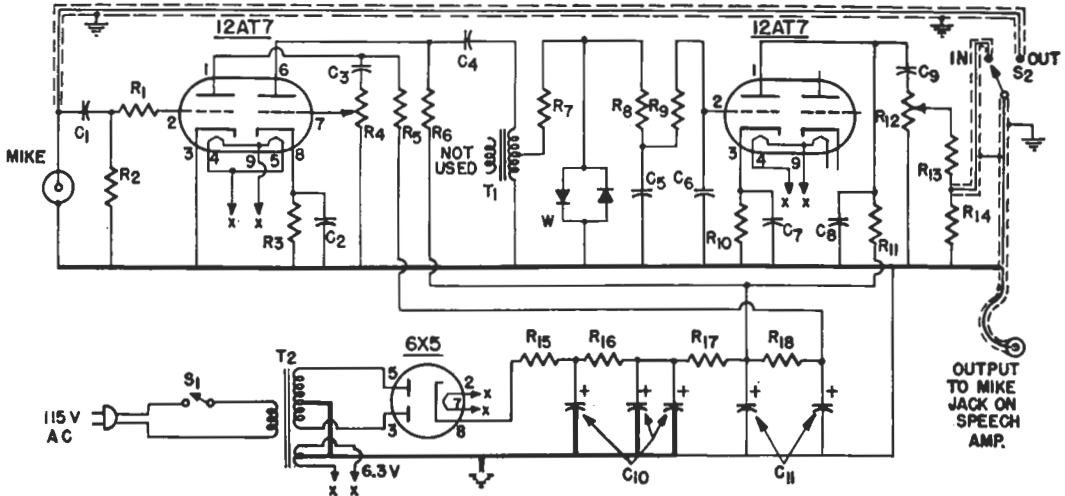 12AT7
12AT7
IN
S2
OUT
1
6
C3
C4
C9
R1
2
C1
7
R4
R5
R6
R7
R8
R9
2
1
R12
MIKE
R2
3
4
9
5
8
NOT
USED
T1
3
4
9
R13
X
X
R3
C2
W
C5
C6
X
X
R10
C7
C8
R11
R14
T2
6X5
R15
R16
R17
R18
S1
5
2
X
7
X
3
8
+
+
+
+
+
115V
AC
6.3V
X
X
C10
C11
OUTPUT
TO MIKE
JACK ON
SPEECH
AMP.